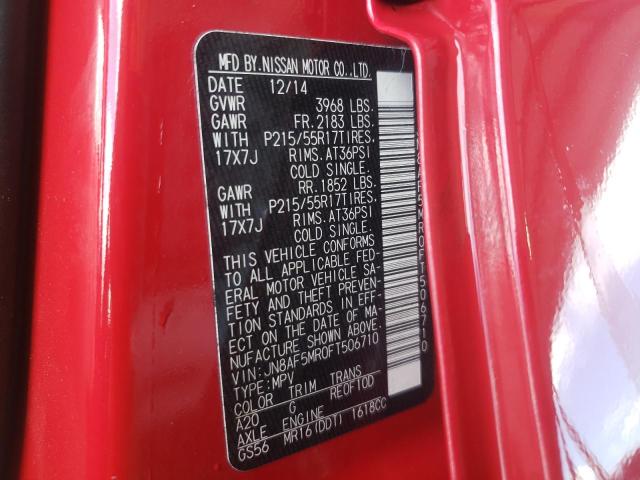 MFD BY.NISSAN MOTOR CO.,LTD.
DATE 12/14
GVWR 3968 LBS.
GAWR FR.2183 LBS.
WITH P215/55R17TIRES.
17X7J RIMS.AT36PSI
COLD SINGLE.
GAWR RR.1852 LBS.
WITH P215/55R17TIRES.
17X7J RIMS.AT36PSI
COLD SINGLE.
THIS VEHICLE CONFORMS
TO ALL APPLICABLE FED-
ERAL MOTOR VEHICLE SA-
FETY AND THEFT PREVEN-
TION STANDARDS IN EFF-
ECT ON THE DATE OF MA-
NUFACTURE SHOWN ABOVE.
VIN:JN8AF5MR0FT506710
TYPE:MPV
COLOR TRIM TRANS
A20 G RE0F10D
AXLE ENGINE
GS56 MR16(DDT) 1618CC
JN8AF5MR0FT506710